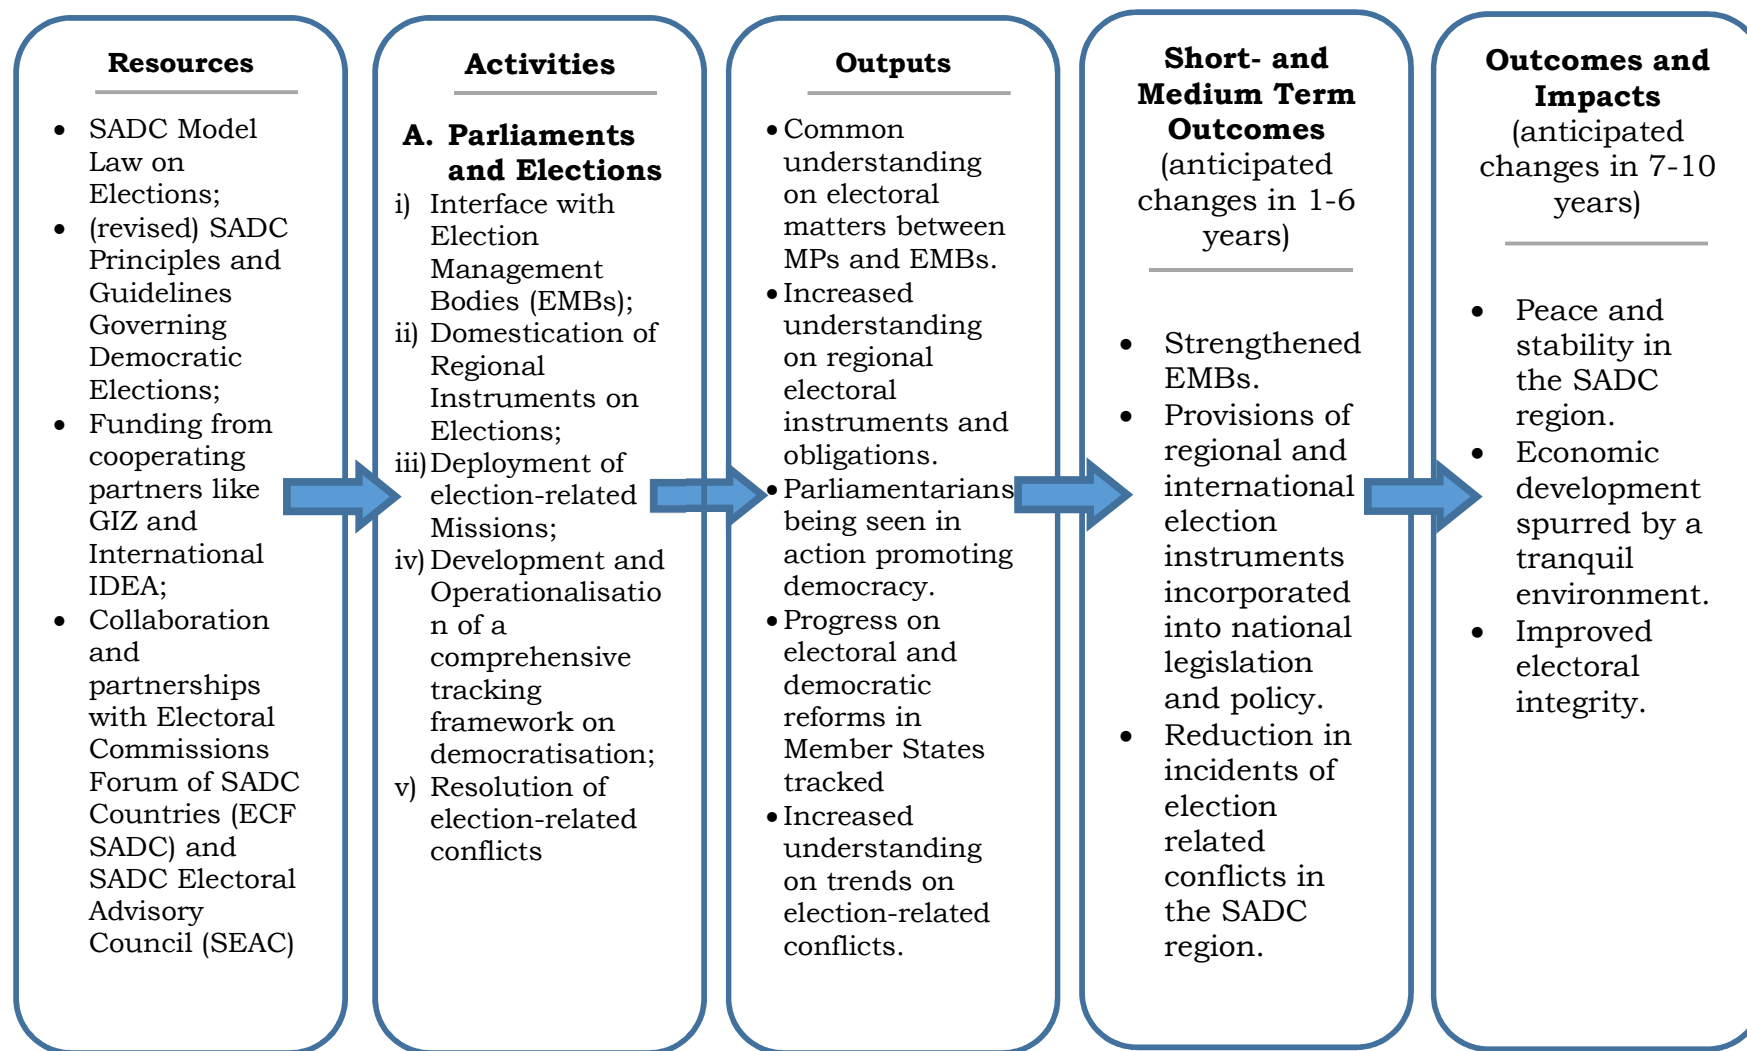 Resources
• SADC Model
Law on
Elections;
• (revised) SADC
Principles and
Guidelines
Governing
Democratic
Elections;
• Funding from
cooperating
partners like
GIZ and
International
IDEA;
• Collaboration
and
partnerships
with Electoral
Commissions
Forum of SADC
Countries (ECF
SADC) and
SADC Electoral
Advisory
Council (SEAC)
Activities
A. Parliaments
and Elections
i) Interface with
Election
Management
Bodies (EMBs);
ii) Domestication of
Regional
Instruments on
Elections;
iii) Deployment of
election-related
Missions;
iv) Development and
Operationalisatio
n of a
comprehensive
tracking
framework on
democratisation;
v) Resolution of
election-related
conflicts
Outputs
• Common
understanding
on electoral
matters between
MPs and EMBs.
• Increased
understanding
on regional
electoral
instruments and
obligations.
• Parliamentarians
being seen in
action promoting
democracy.
• Progress on
electoral and
democratic
reforms in
Member States
tracked
• Increased
understanding
on trends on
election-related
conflicts.
Short- and
Medium Term
Outcomes
(anticipated
changes in 1-6
years)
• Strengthened
EMBs.
• Provisions of
regional and
international
election
instruments
incorporated
into national
legislation
and policy.
• Reduction in
incidents of
election
related
conflicts in
the SADC
region.
Outcomes and
Impacts
(anticipated
changes in 7-10
years)
• Peace and
stability in
the SADC
region.
• Economic
development
spurred by a
tranquil
environment.
• Improved
electoral
integrity.